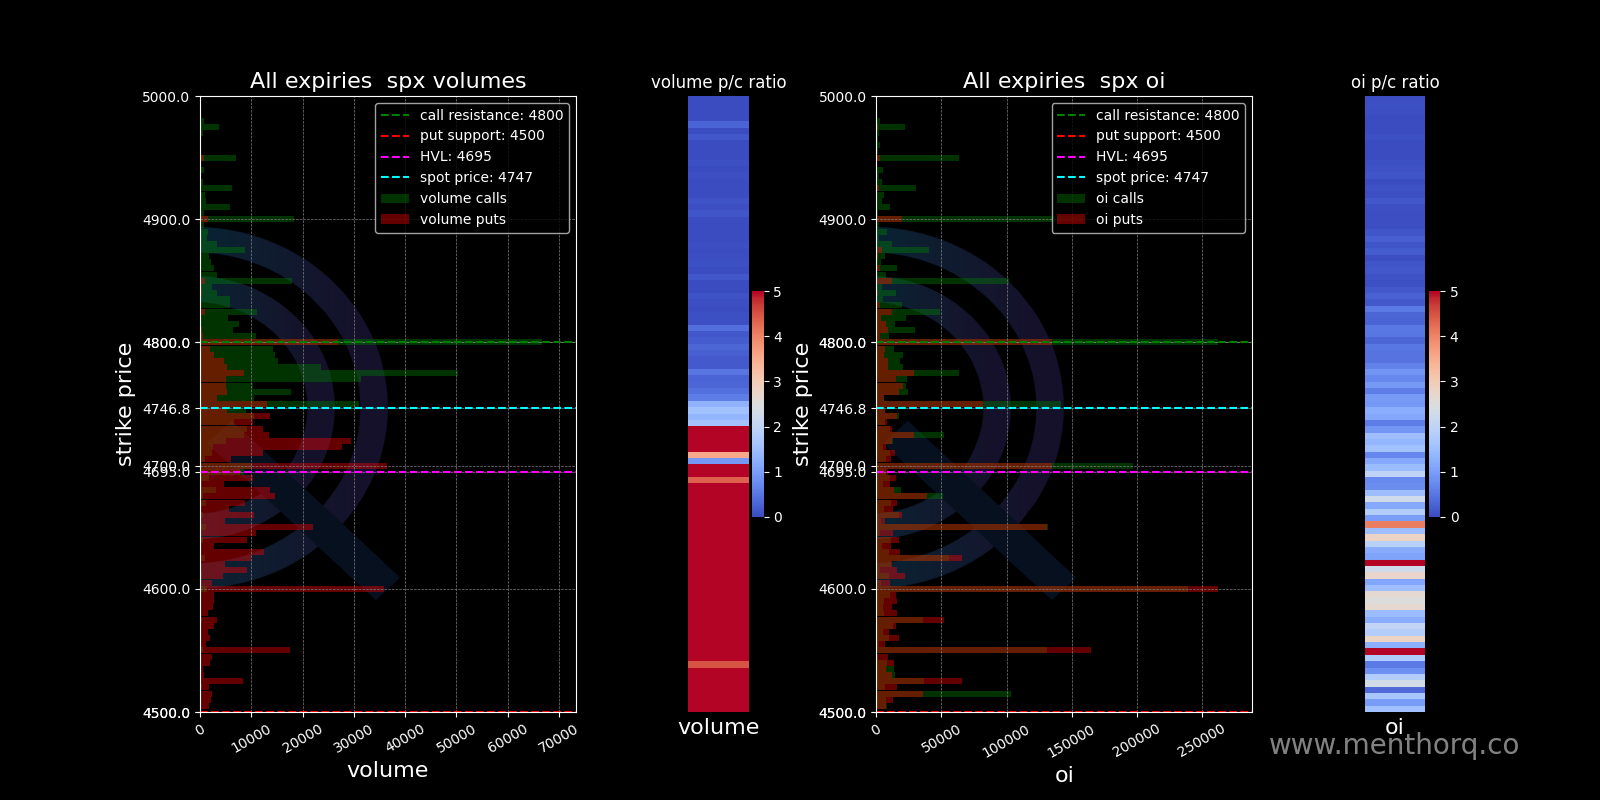 All expiries  spx volumes
5000.0
4900.0
4800.0
4746.8
4700.0
4695.0
4600.0
4500.0
strike price
call resistance: 4800
put support: 4500
HVL: 4695
spot price: 4747
volume calls
volume puts
0
10000
20000
30000
40000
50000
60000
70000
volume
volume p/c ratio
5
4
3
2
1
0
volume
All expiries  spx oi
5000.0
4900.0
4800.0
4746.8
4700.0
4695.0
4600.0
4500.0
strike price
call resistance: 4800
put support: 4500
HVL: 4695
spot price: 4747
oi calls
oi puts
0
50000
100000
150000
200000
250000
oi
oi p/c ratio
5
4
3
2
1
0
oi
www.menthorq.co